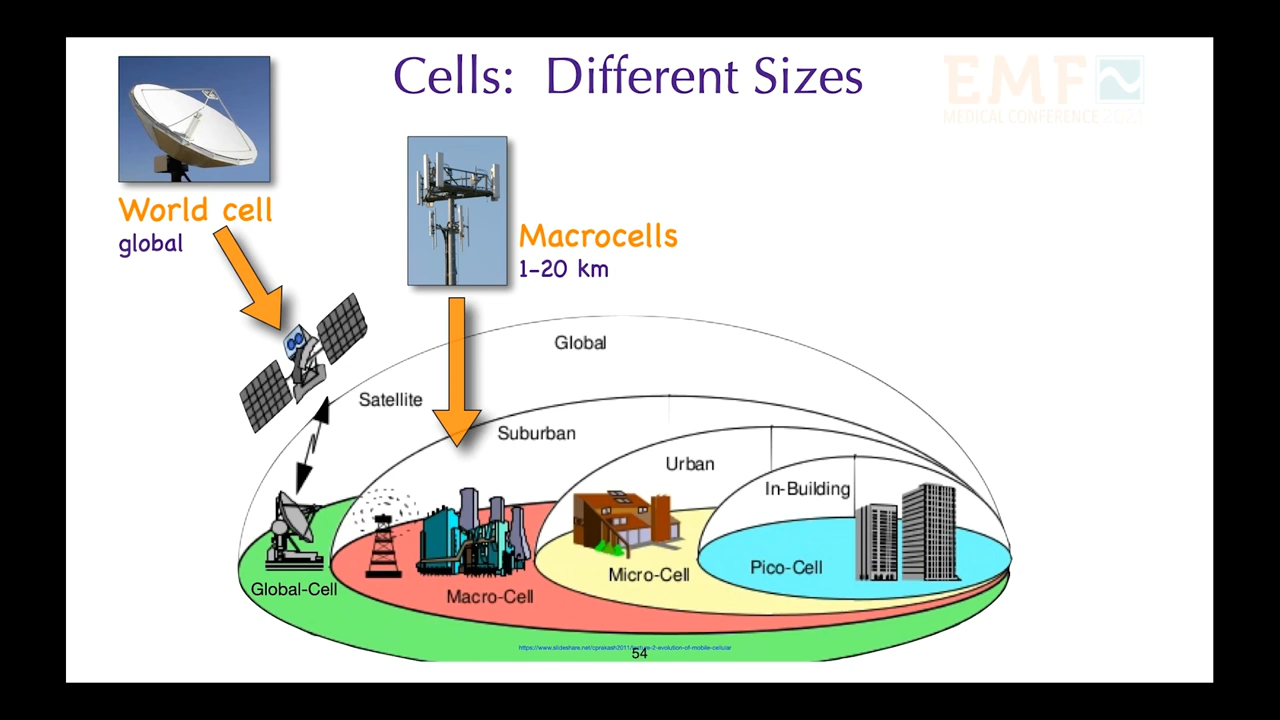 Cells: Different Sizes
EMF
MEDICAL CONFERENCE 2021
World cell
global
Macrocells
1-20 km
Global
Satellite
Suburban
Urban
In-Building
Global-Cell
Macro-Cell
Micro-Cell
Pico-Cell
54